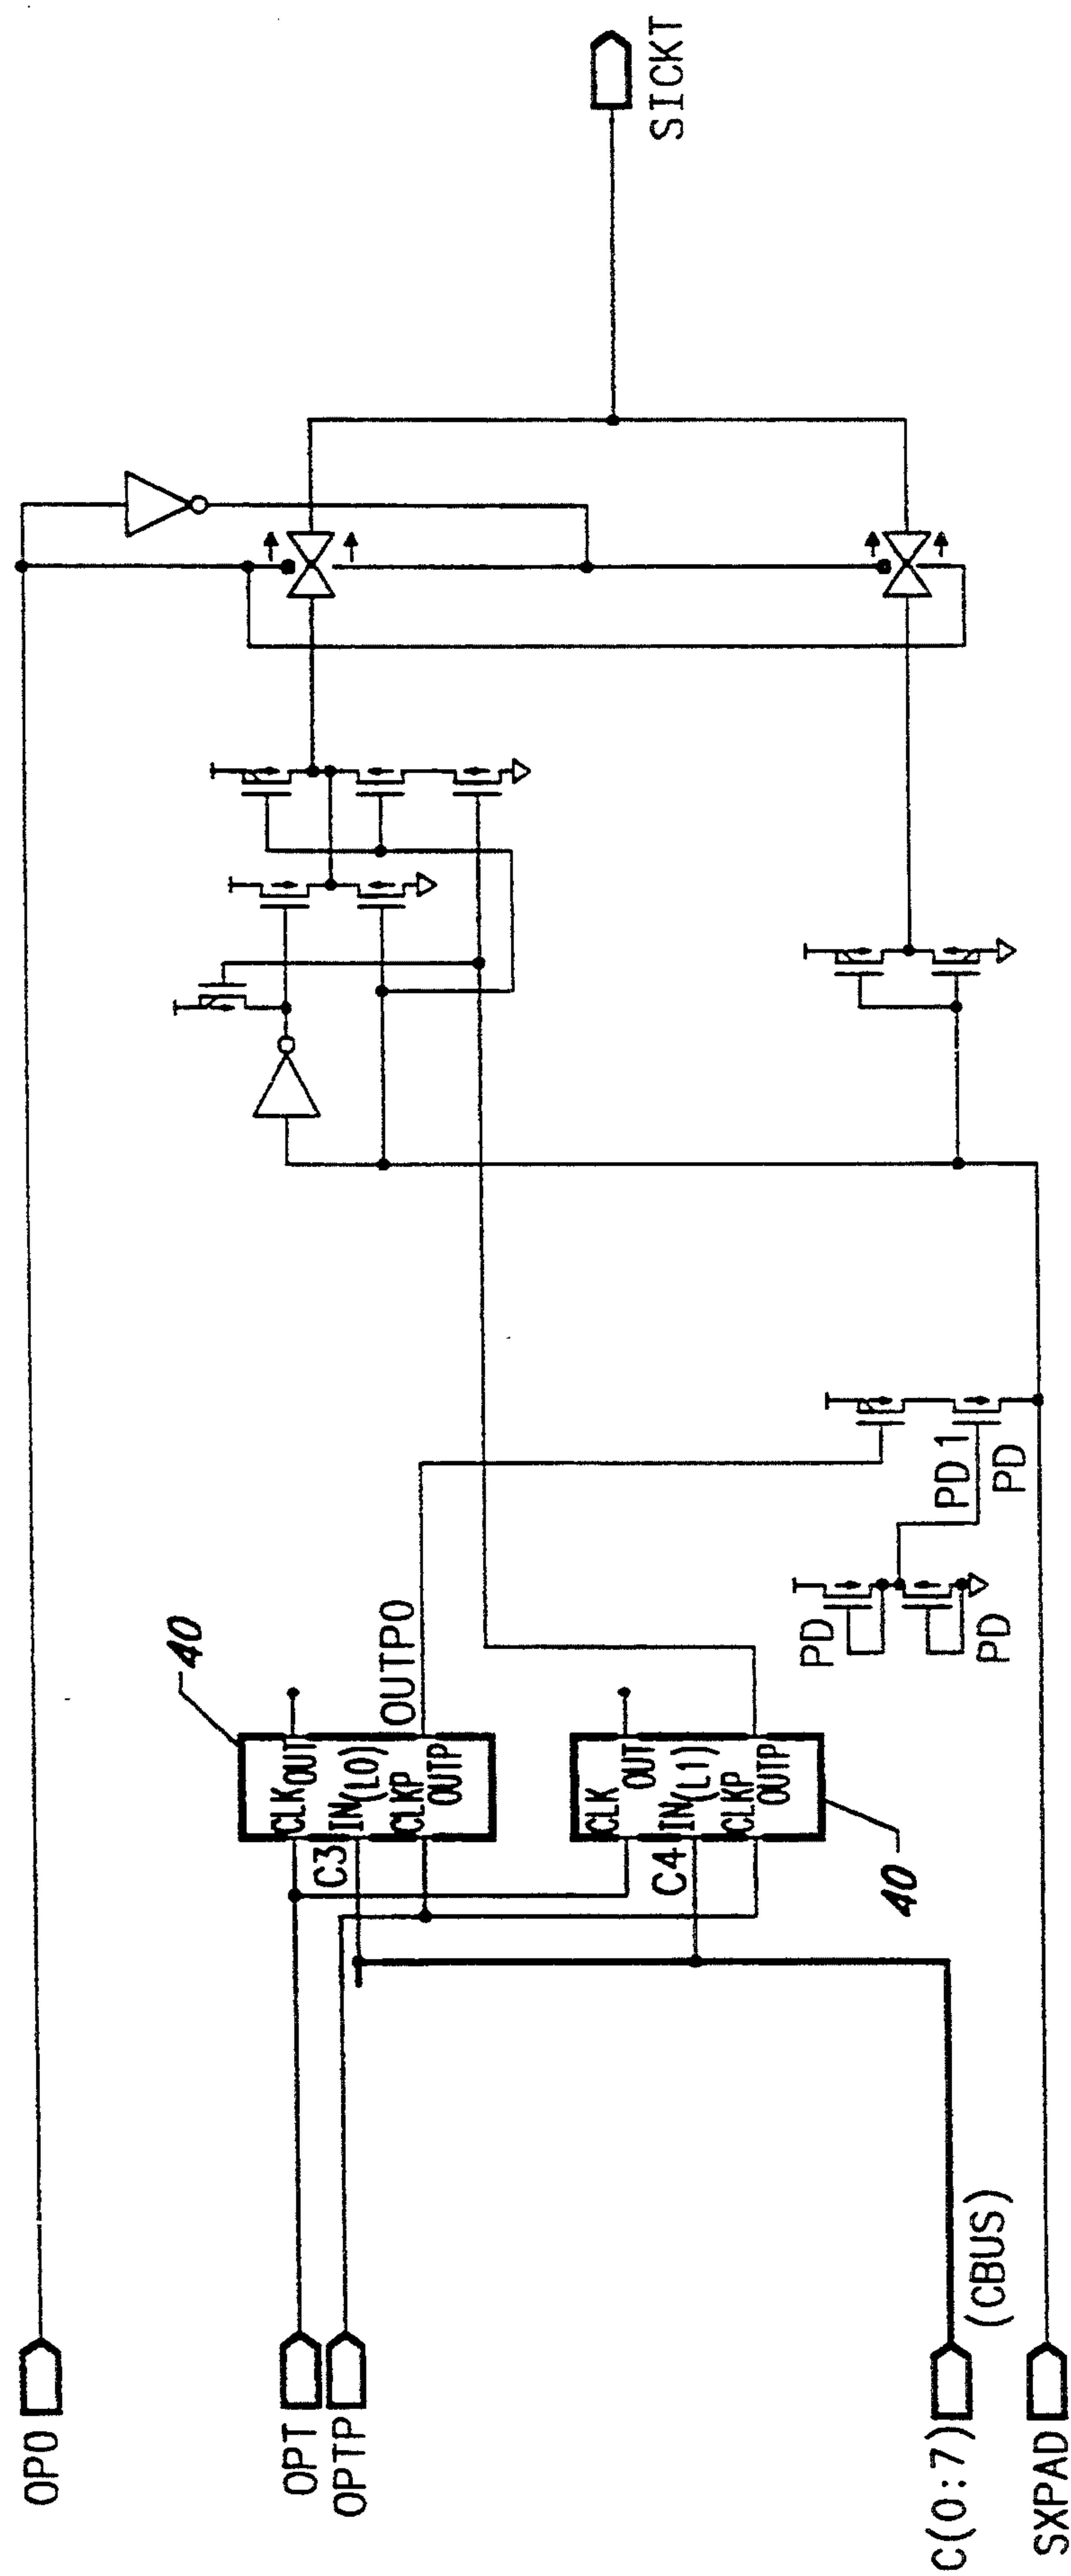 OPO
OPT
OPTP
C(0:7)
(CBUS)
SXPAD
40
CLK
OUT
C3
IN(L0)
CLKP
OUTP
OUTPO
CLK
OUT
C4
IN(L1)
CLKP
OUTP
40
PD
PD
PD1
PD
SICKT